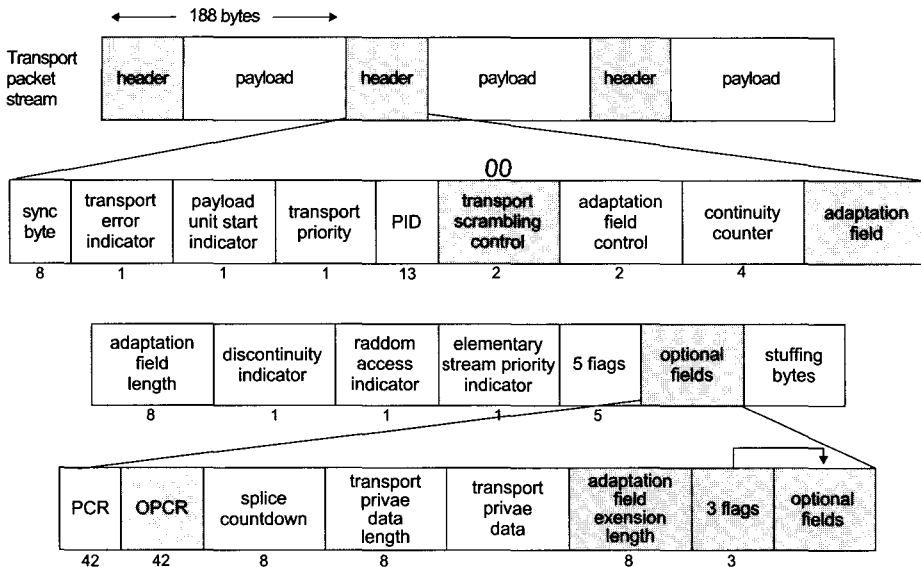 188 bytes
Transport
packet
stream
header
payload
header
payload
header
payload
00
sync
byte
transport
error
indicator
payload
unit start
indicator
transport
priority
PID
transport
scrambling
control
adaptation
field
control
continuity
counter
adaptation
field
8
1
1
1
13
2
2
4
adaptation
field
length
discontinuity
indicator
raddom
access
indicator
elementary
stream priority
indicator
5 flags
optional
fields
stuffing
bytes
8
1
1
1
5
PCR
OPCR
splice
countdown
transport
privae
data
length
transport
privae
data
adaptation
field
exension
length
3 flags
optional
fields
42
42
8
8
8
3